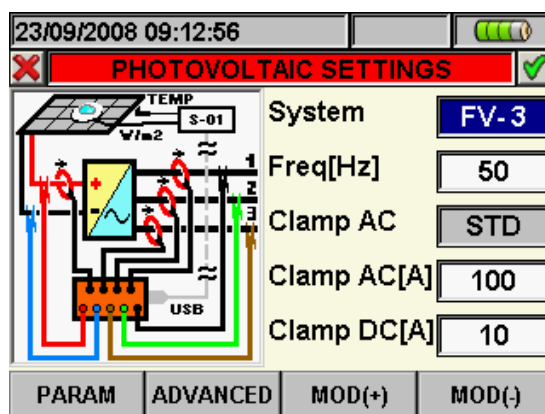 23/09/2008 09:12:56
PHOTOVOLTAIC SETTINGS
TEMP
S-01
W/m2
1
2
3
USB
System FV-3
Freq[Hz] 50
Clamp AC STD
Clamp AC[A] 100
Clamp DC[A] 10
PARAM ADVANCED MOD(+) MOD(-)